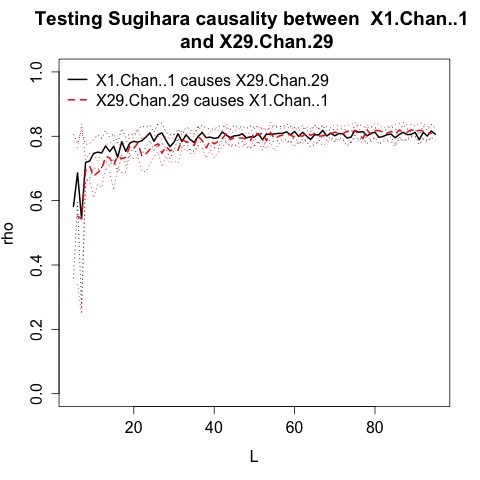 Testing Sugihara causality between  X1.Chan..1
and X29.Chan.29
X1.Chan..1 causes X29.Chan.29
X29.Chan.29 causes X1.Chan..1
1.0
0.8
0.6
0.4
0.2
0.0
rho
20 40 60 80
L